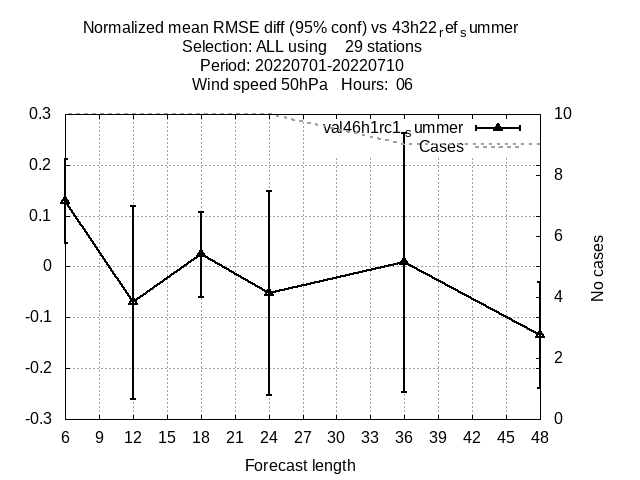 Normalized mean RMSE diff (95% conf) vs 43h22ref_summer
Selection: ALL using 29 stations
Period: 20220701-20220710
Wind speed 50hPa Hours: 06
0.3
0.2
0.1
0
-0.1
-0.2
-0.3
val46h1rc1summer
Cases
10
8
6
4
2
0
No cases
6 9 12 15 18 21 24 27 30 33 36 39 42 45 48
Forecast length